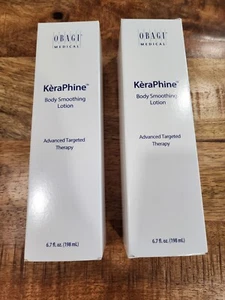 OBAGI
MEDICAL
KèraPhine™
Body Smoothing
Lotion
Advanced Targeted
Therapy
6.7 fl. oz. (198 mL)
OBAGI
MEDICAL
KèraPhine™
Body Smoothing
Lotion
Advanced Targeted
Therapy
6.7 fl. oz. (198 mL)